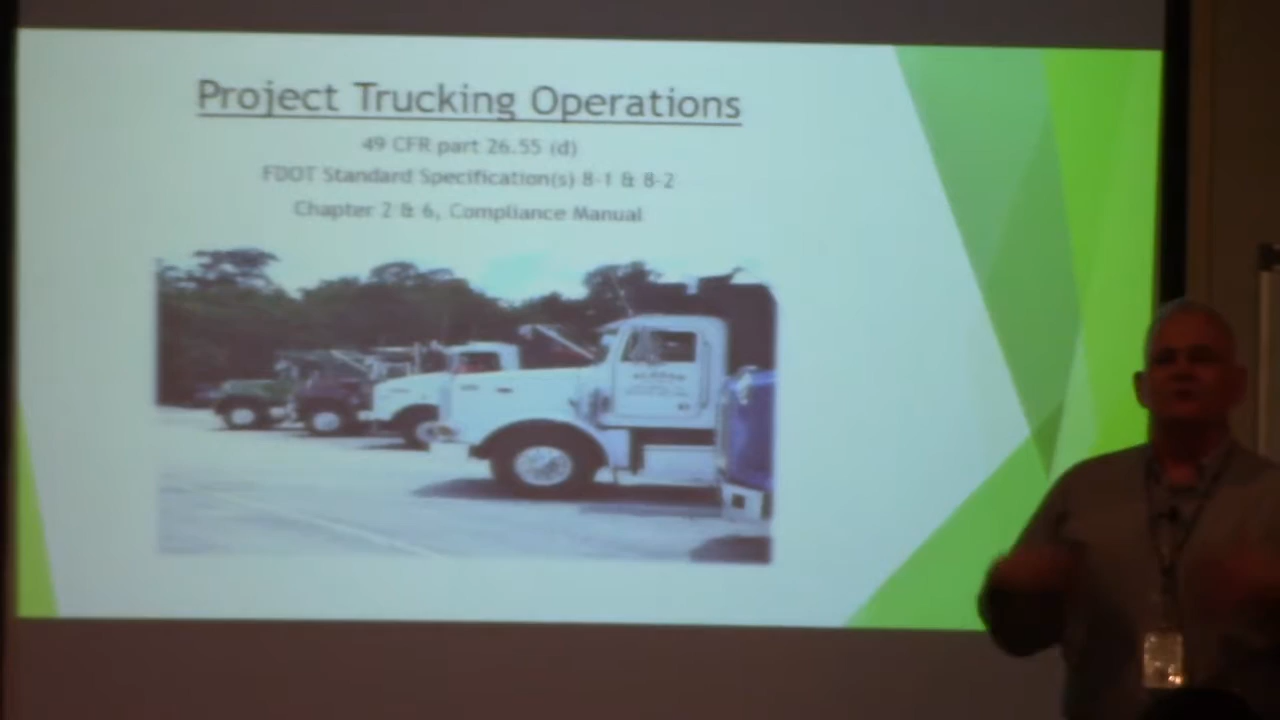 Project Trucking Operations
49 CFR part 26.55 (d)
FDOT Standard Specification(s) 8-1 & 8-2
Chapter 2 & 6, Compliance Manual